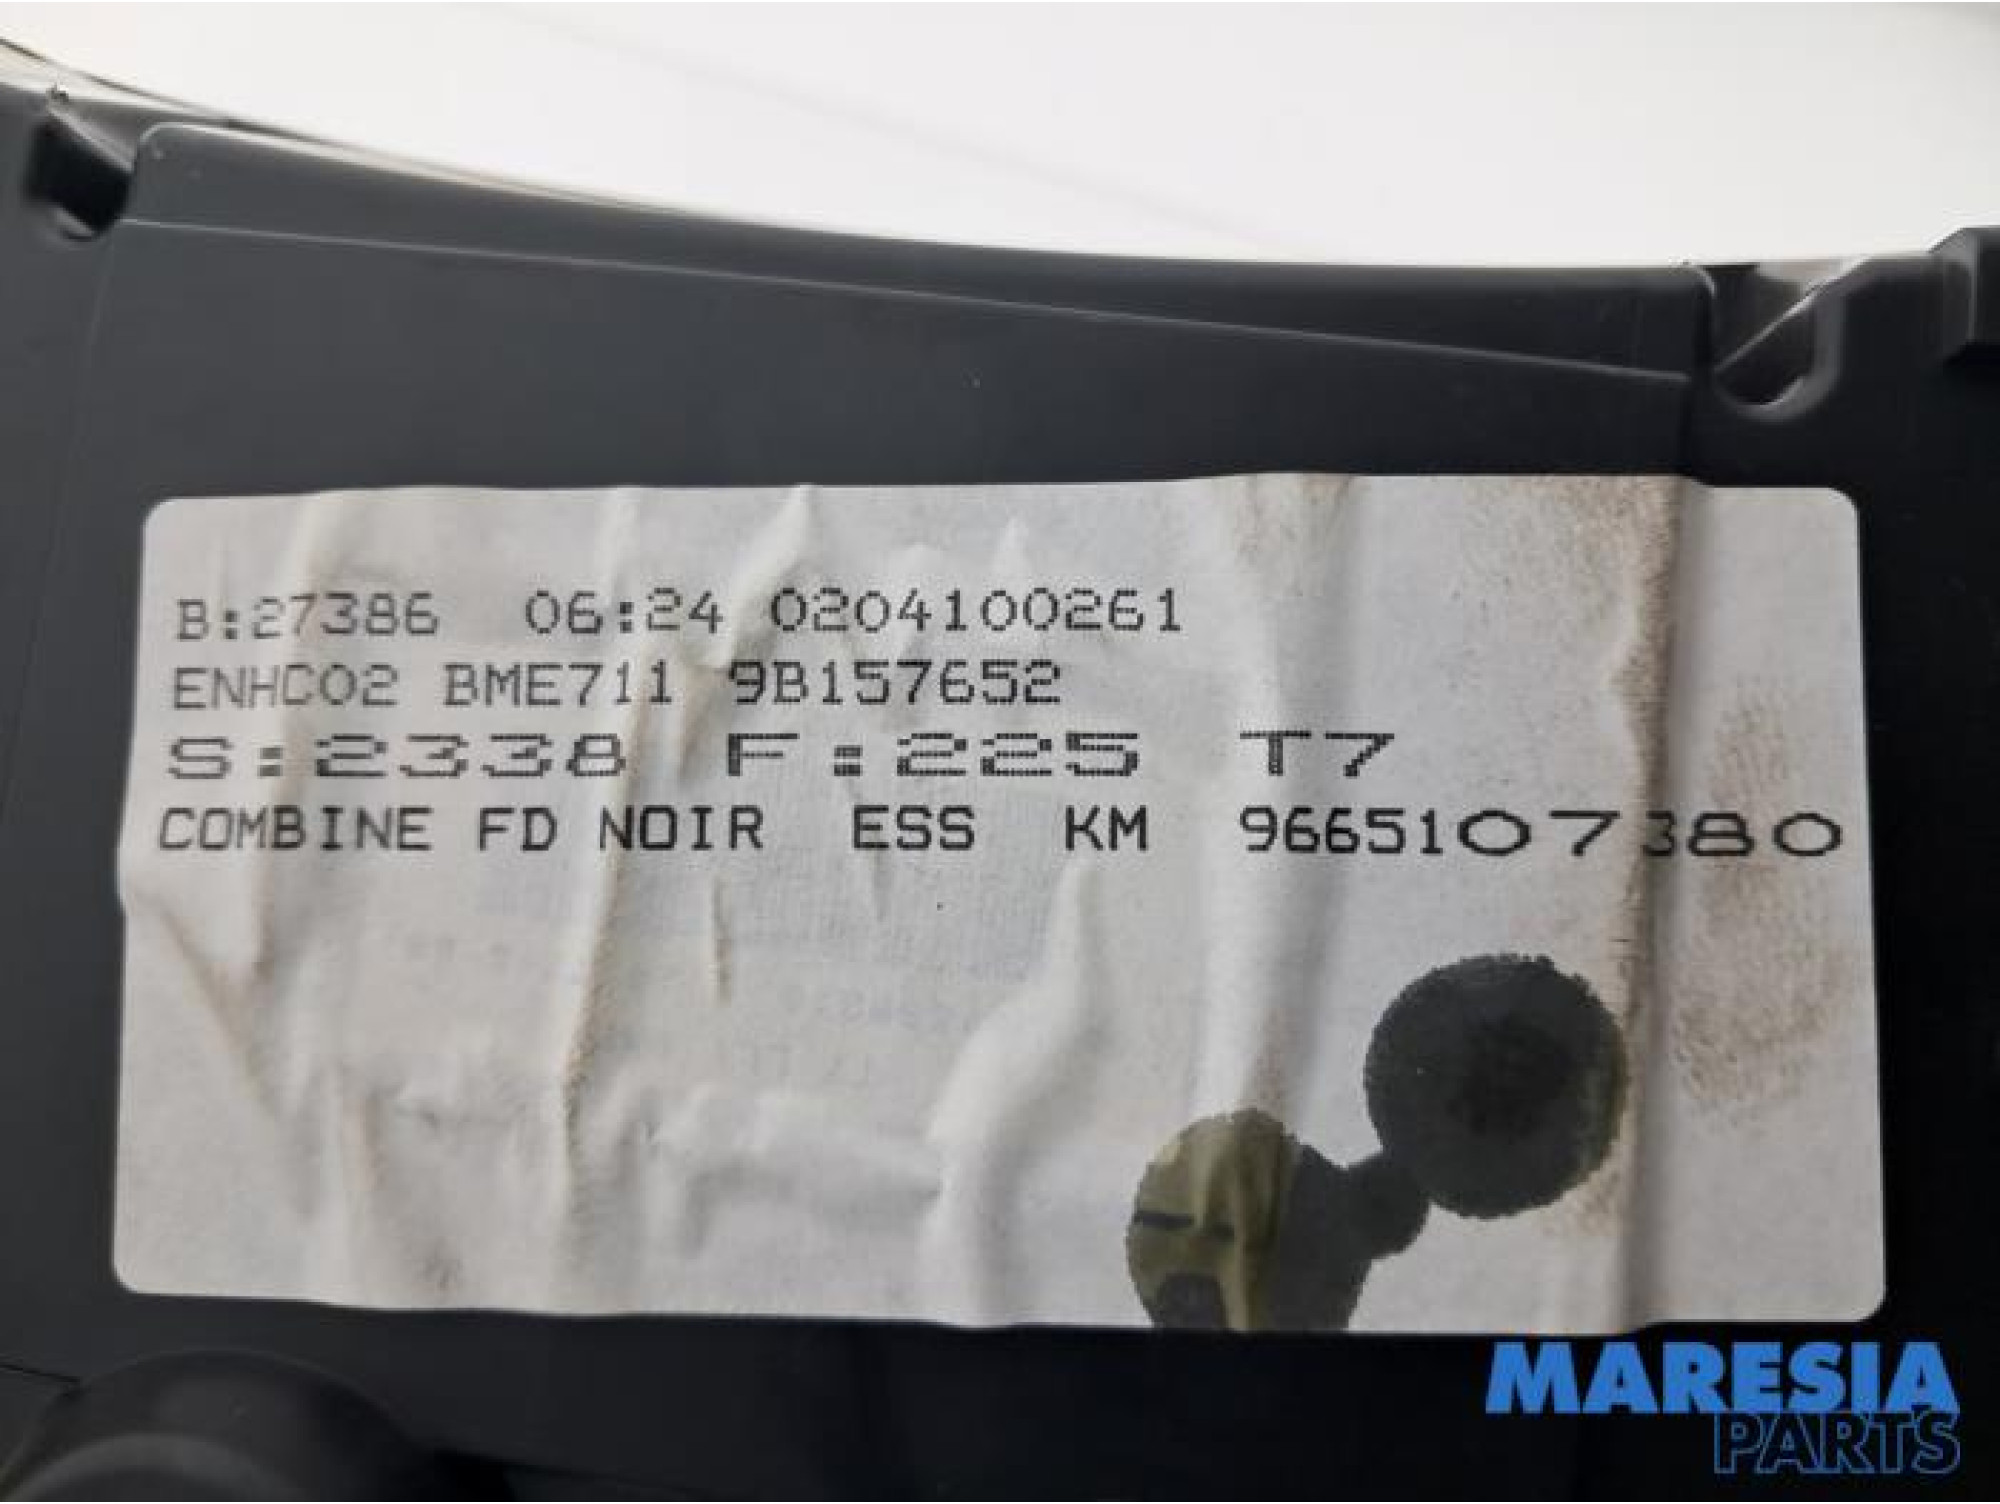 B:27386 06:24 0204100261
ENHC02 BME711 9B157652
S:2338 F:225 T7
COMBINE FD NOIR ESS KM 9665107380
MARESIA
PARTS